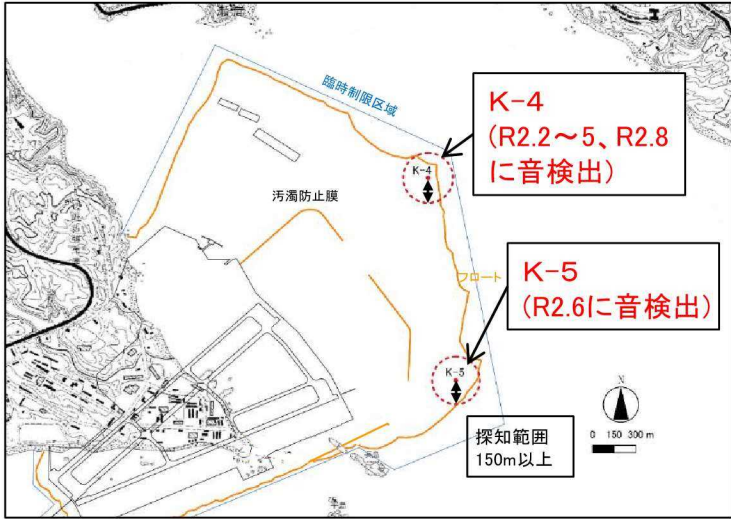 臨時制限区域
K-4
(R2.2～5、R2.8
に音検出)
K-4
汚濁防止膜
フロート
K-5
(R2.6に音検出)
K-5
探知範囲
150m以上
N
0 150 300 m